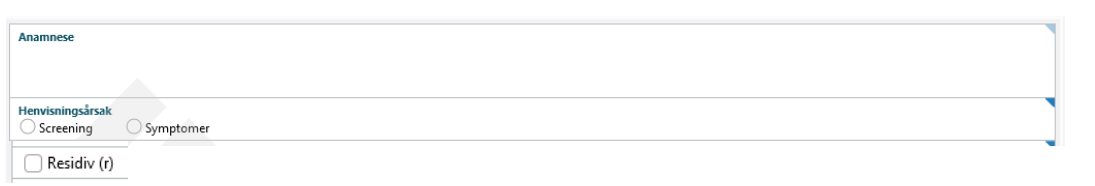 Anamnese
Henvisningsårsak
Screening Symptomer
Residiv (r)